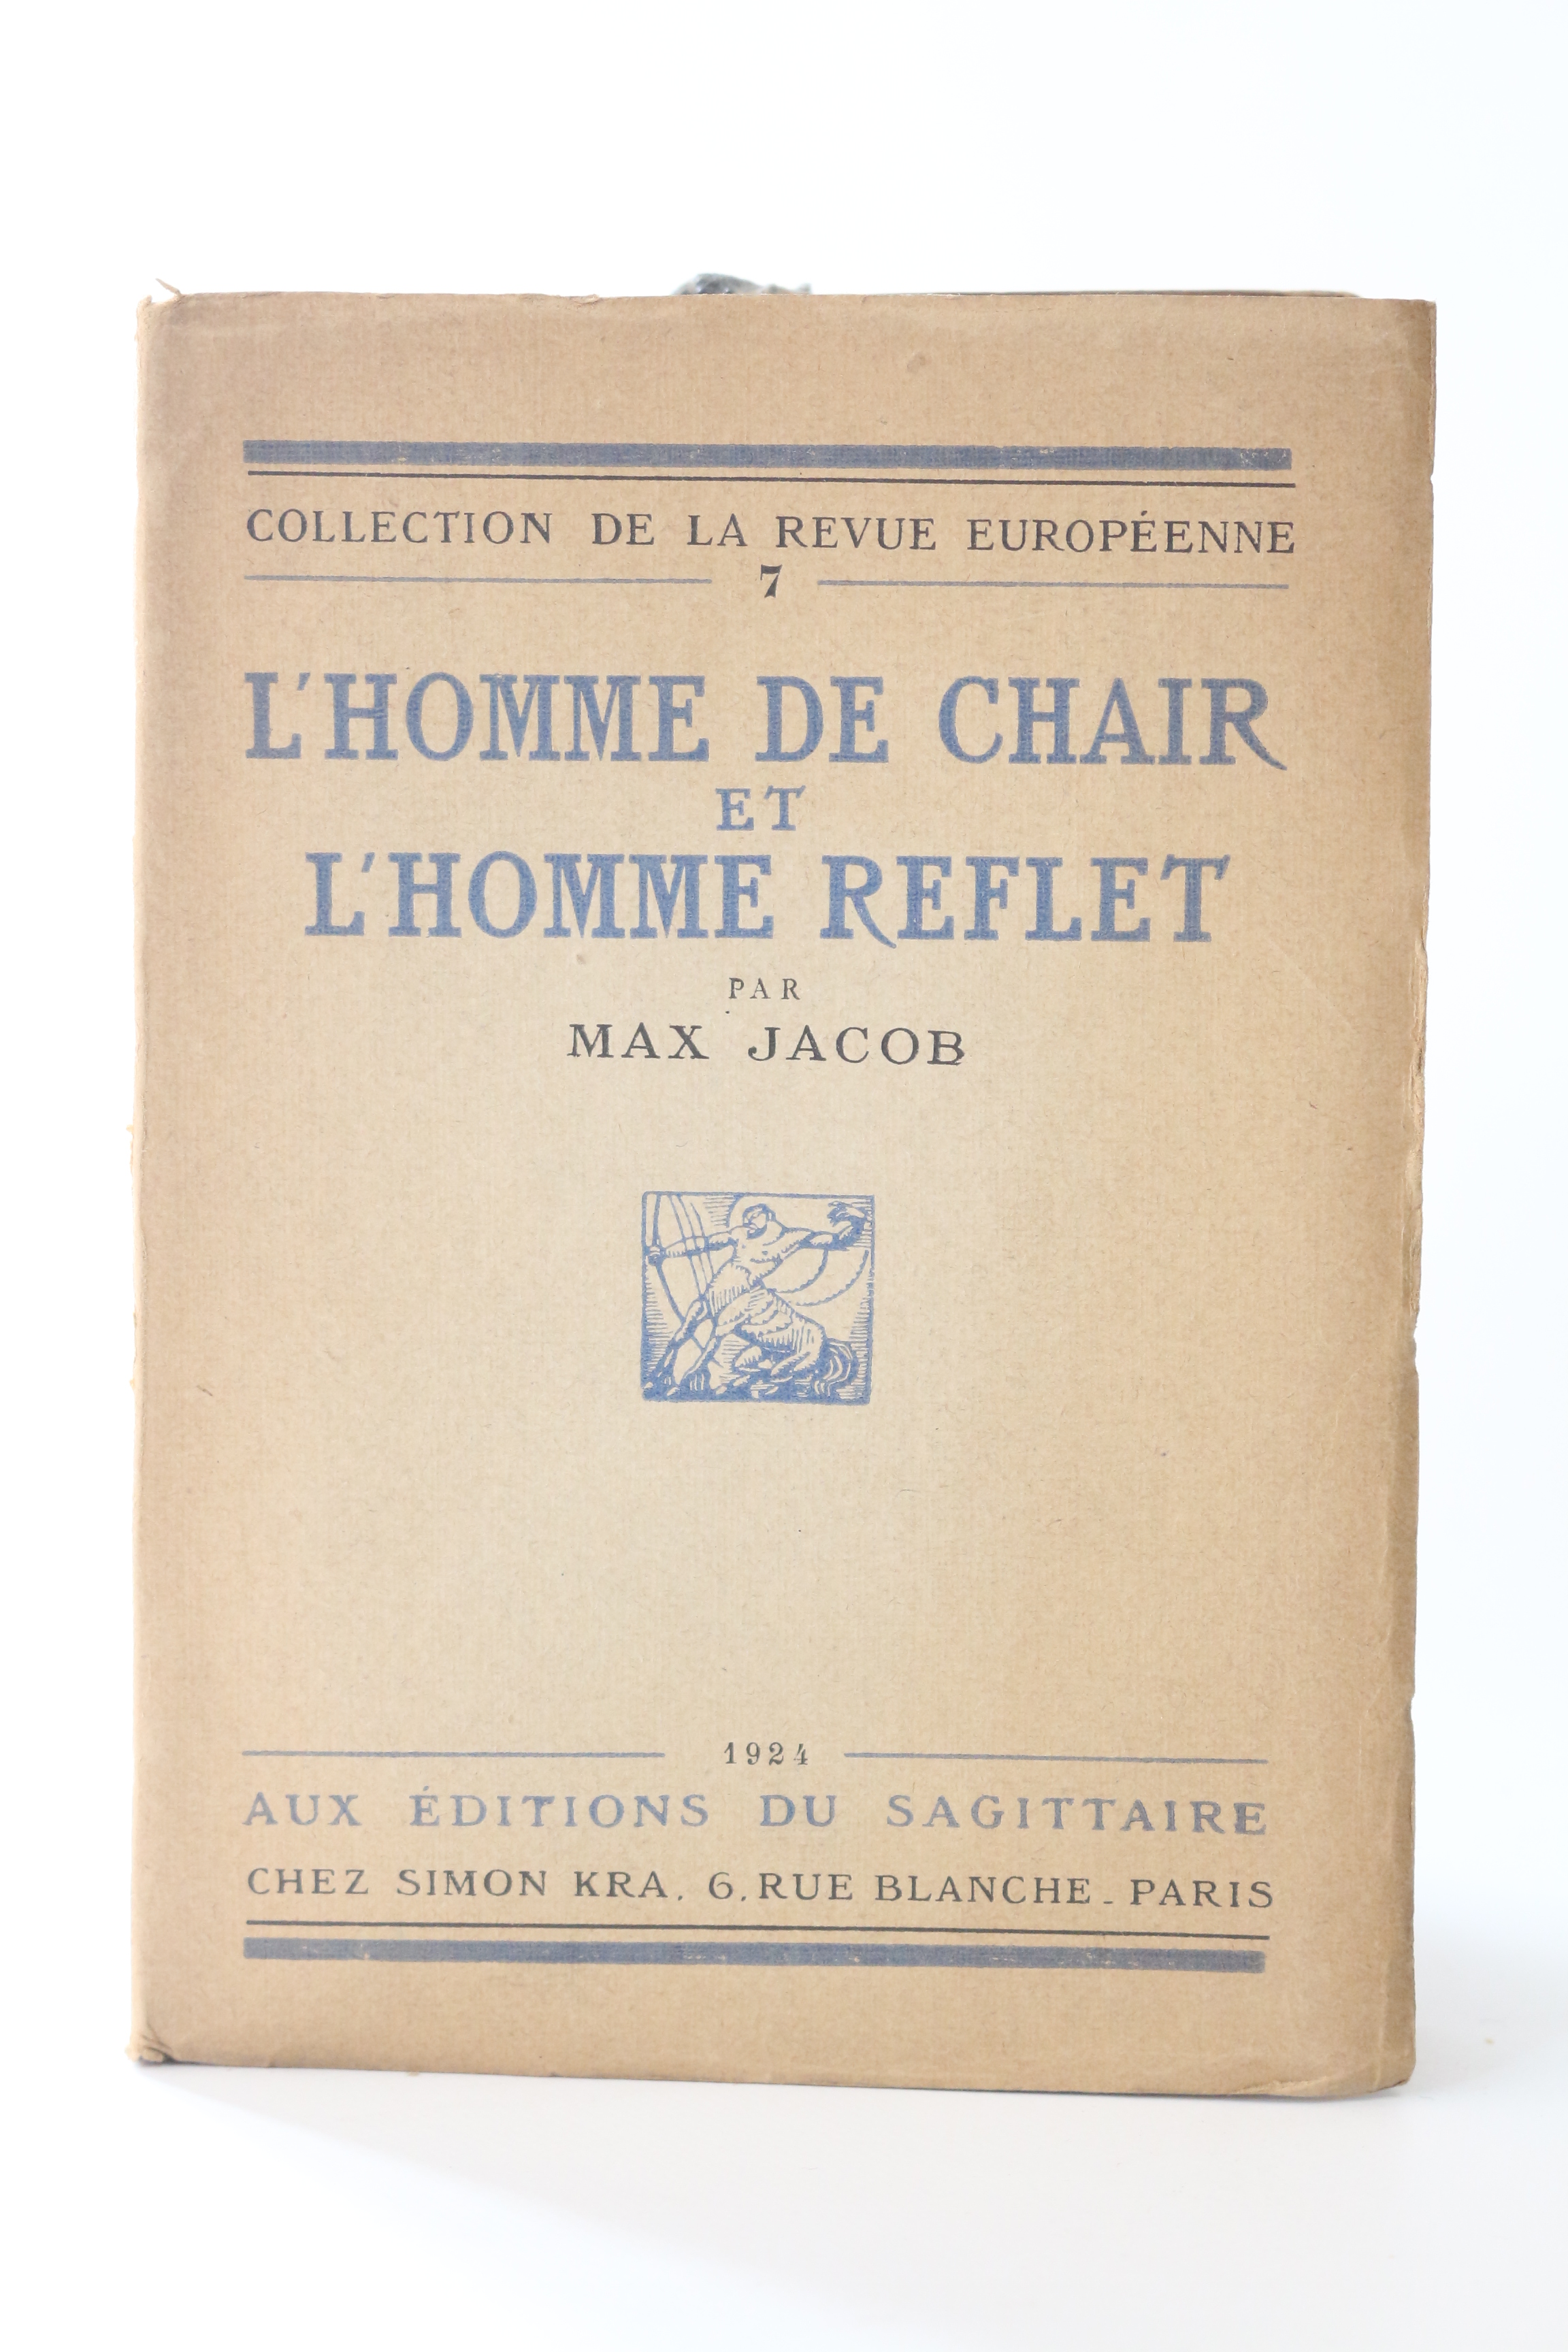 COLLECTION DE LA REVUE EUROPÉENNE
7
L'HOMME DE CHAIR
ET
L'HOMME REFLET
PAR
MAX JACOB
1924
AUX ÉDITIONS DU SAGITTAIRE
CHEZ SIMON KRA. 6. RUE BLANCHE - PARIS